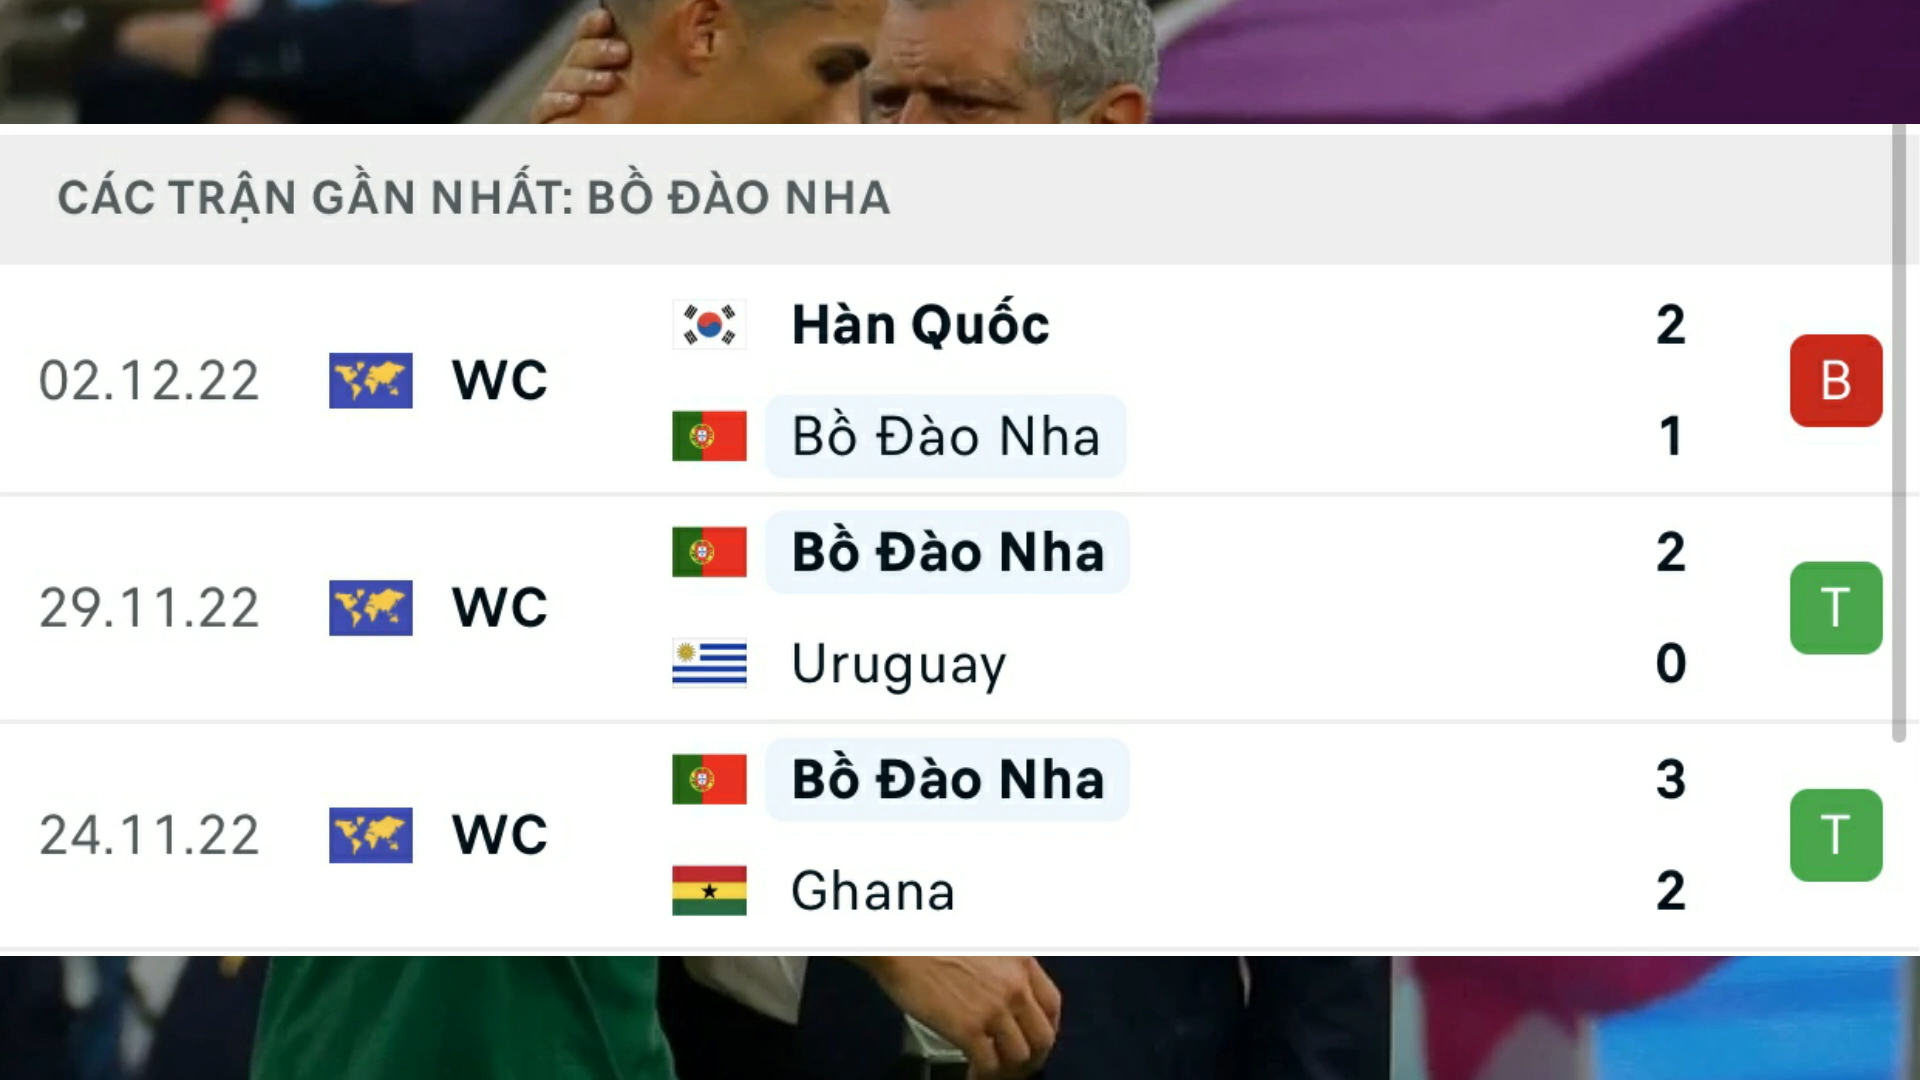 CÁC TRẬN GẦN NHẤT: BỒ ĐÀO NHA
02.12.22 WC Hàn Quốc 2 B
Bồ Đào Nha 1
29.11.22 WC Bồ Đào Nha 2 T
Uruguay 0
24.11.22 WC Bồ Đào Nha 3 T
Ghana 2